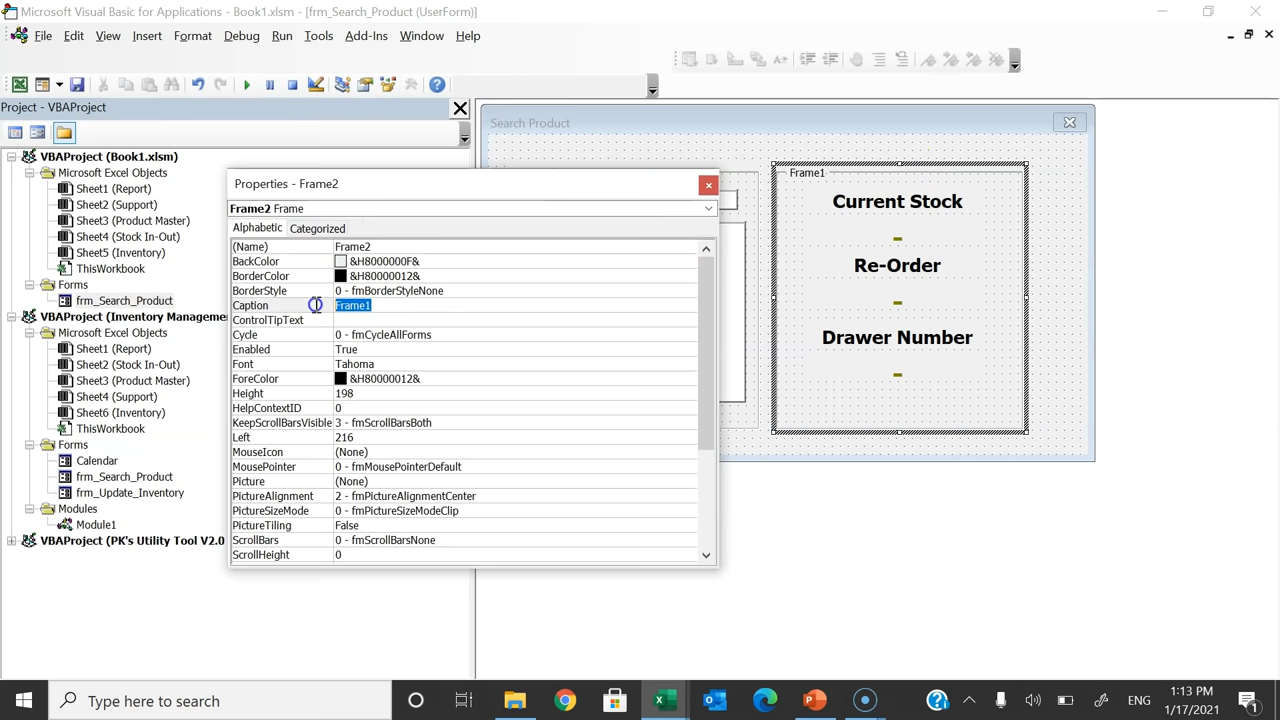 Microsoft Visual Basic for Applications - Book1.xlsm - [frm_Search_Product (UserForm)]
File Edit View Insert Format Debug Run Tools Add-Ins Window Help
Project - VBAProject
VBAProject (Book1.xlsm)
Microsoft Excel Objects
Sheet1 (Report)
Sheet2 (Support)
Sheet3 (Product Master)
Sheet4 (Stock In-Out)
Sheet5 (Inventory)
ThisWorkbook
Forms
frm_Search_Product
VBAProject (Inventory Manageme
Microsoft Excel Objects
Sheet1 (Report)
Sheet2 (Stock In-Out)
Sheet3 (Product Master)
Sheet4 (Support)
Sheet6 (Inventory)
ThisWorkbook
Forms
Calendar
frm_Search_Product
frm_Update_Inventory
Modules
Module1
VBAProject (PK's Utility Tool V2.0
Properties - Frame2
Frame2 Frame
Alphabetic Categorized
(Name) Frame2
BackColor &H8000000F&
BorderColor &H80000012&
BorderStyle 0 - fmBorderStyleNone
Caption Frame1
ControlTipText
Cycle 0 - fmCycleAllForms
Enabled True
Font Tahoma
ForeColor &H80000012&
Height 198
HelpContextID 0
KeepScrollBarsVisible 3 - fmScrollBarsBoth
Left 216
MouseIcon (None)
MousePointer 0 - fmMousePointerDefault
Picture (None)
PictureAlignment 2 - fmPictureAlignmentCenter
PictureSizeMode 0 - fmPictureSizeModeClip
PictureTiling False
ScrollBars 0 - fmScrollBarsNone
ScrollHeight 0
Search Product
Frame1
Current Stock
-
Re-Order
-
Drawer Number
-
Type here to search
ENG
1:13 PM
1/17/2021
1